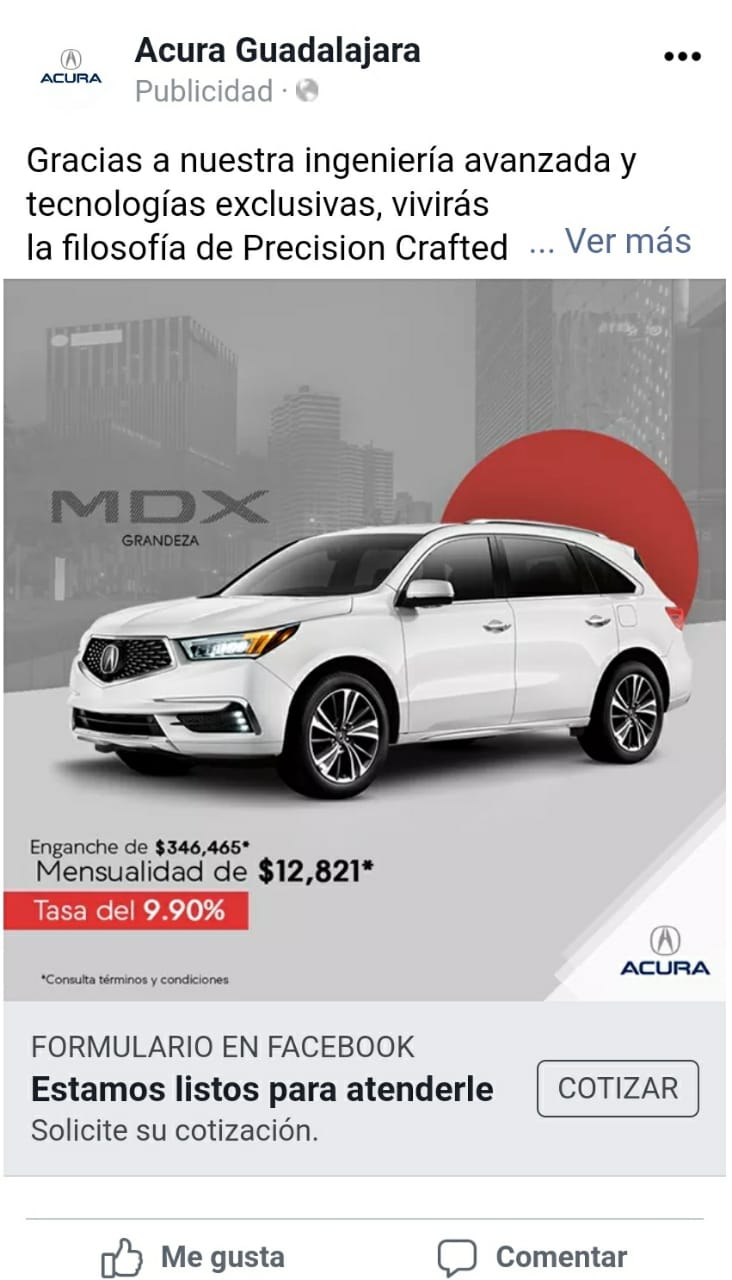 Acura Guadalajara
ACURA
Publicidad ·
Gracias a nuestra ingeniería avanzada y
tecnologías exclusivas, vivirás
la filosofía de Precision Crafted ... Ver más
MDX
GRANDEZA
Enganche de $346,465*
Mensualidad de $12,821*
Tasa del 9.90%
*Consulta términos y condiciones
ACURA
FORMULARIO EN FACEBOOK
Estamos listos para atenderle
COTIZAR
Solicite su cotización.
Me gusta
Comentar